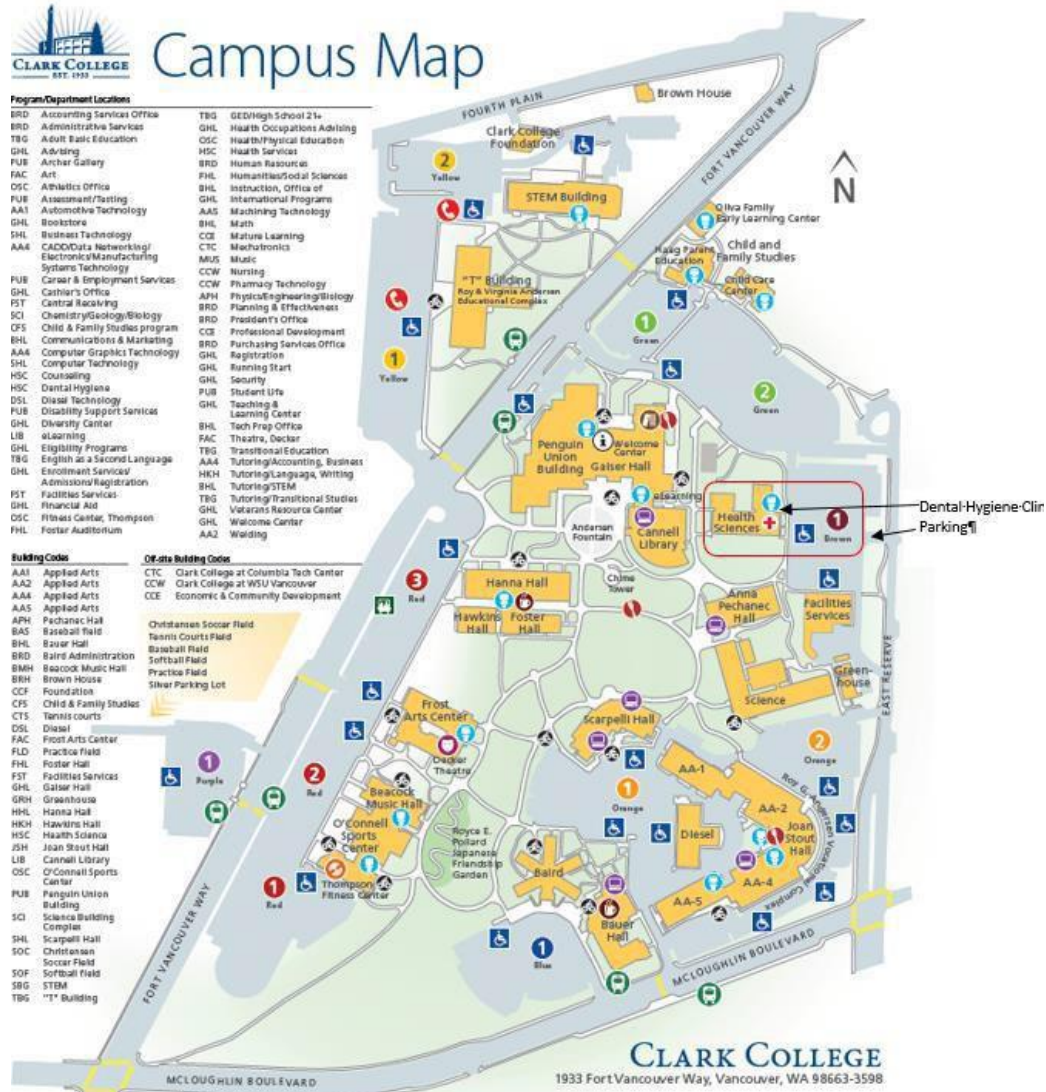 CLARK COLLEGE
EST. 1933
Campus Map
Program/Department Locations
BRD Accounting Services Office
BRD Administrative Services
TBG Adult Basic Education
GHL Advising
PUB Archer Gallery
FAC Art
OSC Athletics Office
PUB Assessment/Testing
AA1 Automotive Technology
GHL Bookstore
SHL Business Technology
AA4 CADD/Data Networking/
Electronics/Manufacturing
Systems Technology
PUB Career & Employment Services
GHL Cashier's Office
FST Central Receiving
SCI Chemistry/Geology/Biology
CFS Child & Family Studies program
BHL Communications & Marketing
AA4 Computer Graphics Technology
SHL Computer Technology
HSC Counseling
HSC Dental Hygiene
DSL Diesel Technology
PUB Disability Support Services
GHL Diversity Center
LIB eLearning
GHL Eligibility Programs
TBG English as a Second Language
GHL Enrollment Services/
Admissions/Registration
FST Facilities Services
GHL Financial Aid
OSC Fitness Center, Thompson
FHL Foster Auditorium
TBG GED/High School 21+
GHL Health Occupations Advising
OSC Health/Physical Education
HSC Health Services
BRD Human Resources
FHL Humanities/Social Sciences
BHL Instruction, Office of
GHL International Programs
AA5 Machining Technology
BHL Math
CCE Mature Learning
CTC Mechatronics
MUS Music
CCW Nursing
CCW Pharmacy Technology
APH Physics/Engineering/Biology
BRD Planning & Effectiveness
BRD President's Office
CCE Professional Development
BRD Purchasing Services Office
GHL Registration
GHL Running Start
GHL Security
PUB Student Life
GHL Teaching &
Learning Center
BHL Tech Prep Office
FAC Theatre, Decker
TBG Transitional Education
AA4 Tutoring/Accounting, Business
HKH Tutoring/Language, Writing
BHL Tutoring/STEM
TBG Tutoring/Transitional Studies
GHL Veterans Resource Center
GHL Welcome Center
AA2 Welding
Building Codes
AA1 Applied Arts
AA2 Applied Arts
AA4 Applied Arts
AA5 Applied Arts
APH Pechanec Hall
BAS Baseball field
BHL Bauer Hall
BRD Baird Administration
BMH Beacock Music Hall
BRH Brown House
CCF Foundation
CFS Child & Family Studies
CTS Tennis courts
DSL Diesel
FAC Frost Arts Center
FLD Practice field
FHL Foster Hall
FST Facilities Services
GHL Gaiser Hall
GRH Greenhouse
HHL Hanna Hall
HKH Hawkins Hall
HSC Health Science
JSH Joan Stout Hall
LIB Cannell Library
OSC O'Connell Sports
Center
PUB Penguin Union
Building
SCI Science Building
Complex
SHL Scarpelli Hall
SOC Christensen
Soccer Field
SOF Softball field
SBG STEM
TBG "T" Building
Off-site Building Codes
CTC Clark College at Columbia Tech Center
CCW Clark College at WSU Vancouver
CCE Economic & Community Development
Christensen Soccer Field
Tennis Courts Field
Baseball Field
Softball Field
Practice Field
Silver Parking Lot
FOURTH PLAIN
Brown House
FORT VANCOUVER WAY
N
Clark College
Foundation
2
Yellow
STEM Building
Oliva Family
Early Learning Center
Haag Parent
Education
Child and
Family Studies
Child Care
Center
"T" Building
Roy & Virginia Andersen
Educational Complex
1
Green
1
Yellow
2
Green
Penguin
Union
Building
i
Welcome
Center
Gaiser Hall
eLearning
Health
Sciences
Dental·Hygiene·Clin
Parking¶
1
Brown
Andersen
Fountain
Cannell
Library
3
Red
Hanna Hall
Chime
Tower
Hawkins
Hall
Foster
Hall
Anna
Pechanec
Hall
Facilities
Services
Science
Green-
house
EAST RESERVE
Frost
Arts Center
Decker
Theatre
Scarpelli Hall
2
Orange
1
Purple
2
Red
1
Orange
AA-1
Roy G. Andersen Vocational Complex
Beacock
Music Hall
AA-2
O'Connell
Sports
Center
Royce E.
Pollard
Japanese
Friendship
Garden
Diesel
Joan
Stout
Hall
1
Red
Thompson
Fitness Center
Baird
AA-4
AA-5
Bauer
Hall
1
Blue
MCLOUGHLIN BOULEVARD
FORT VANCOUVER WAY
MCLOUGHLIN BOULEVARD
CLARK COLLEGE
1933 Fort Vancouver Way, Vancouver, WA 98663-3598